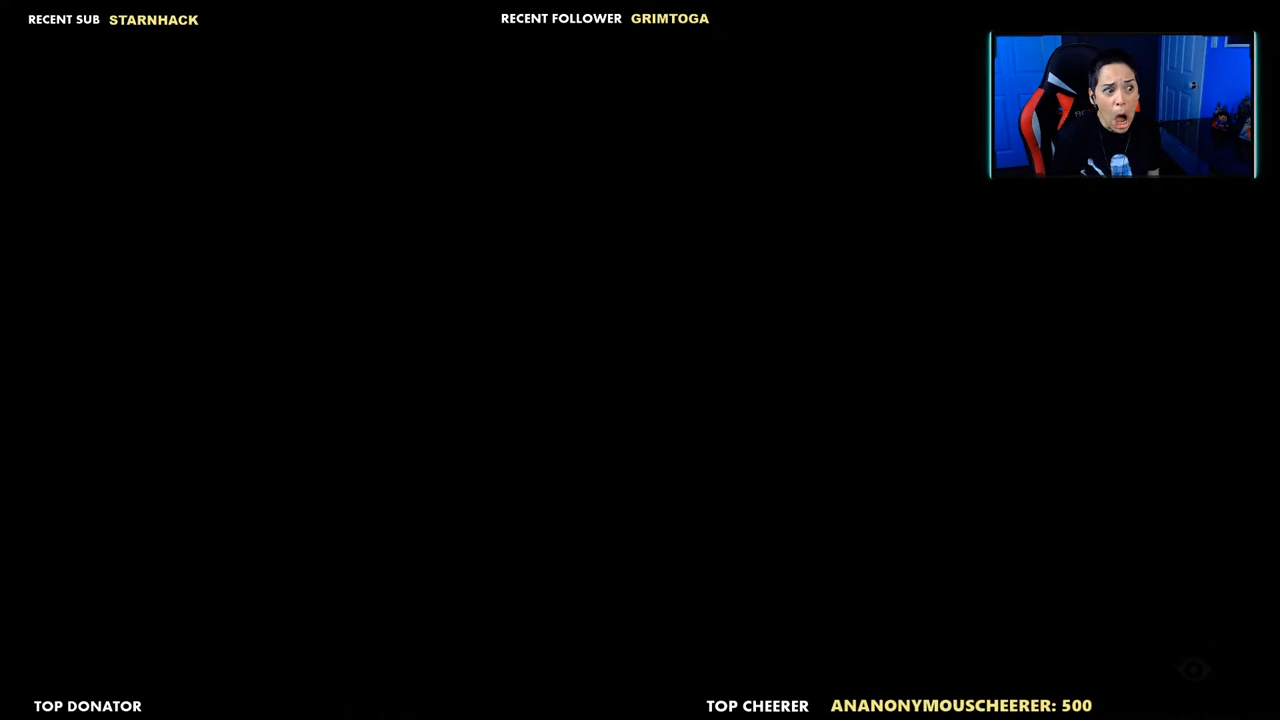 RECENT SUB STARNHACK
RECENT FOLLOWER GRIMTOGA
TOP DONATOR
TOP CHEERER ANANONYMOUSCHEERER: 500